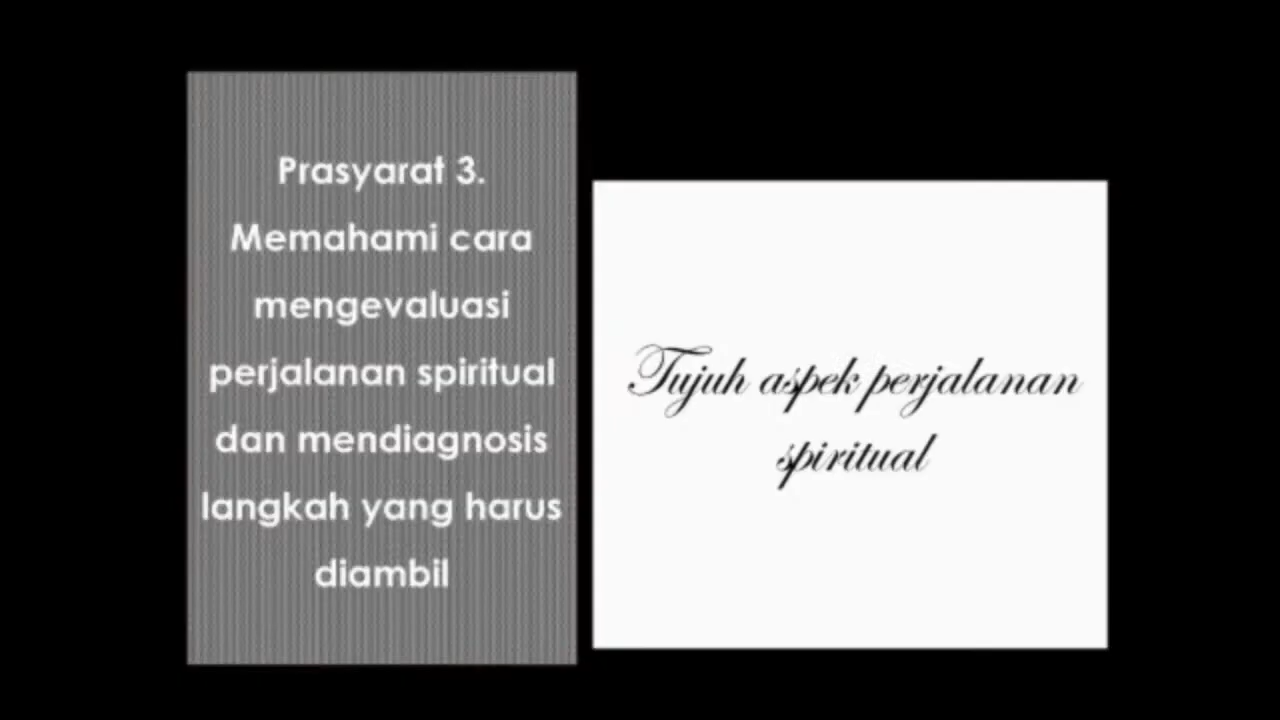 Prasyarat 3.
Memahami cara
mengevaluasi
perjalanan spiritual
dan mendiagnosis
langkah yang harus
diambil
Tujuh aspek perjalanan
spiritual